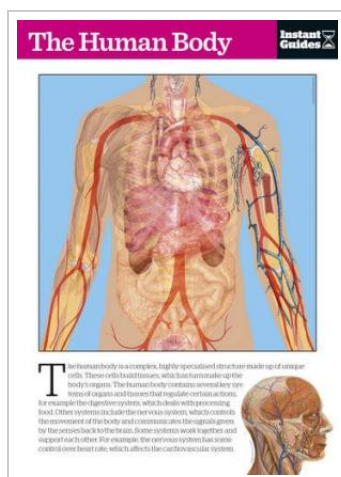 The Human Body
Instant
Guides
The human body is a complex, highly specialised structure made up of unique
cells. These cells build tissues, which in turn make up the
body's organs. The human body contains several key sys
tems of organs and tissues that regulate certain actions,
for example the digestive system, which deals with processing
food. Other systems include the nervous system, which controls
the movement of the body and communicates the signals given
by the senses back to the brain. Some systems work together and
support each other. For example, the nervous system has some
control over heart rate, which affects the cardiovascular system.